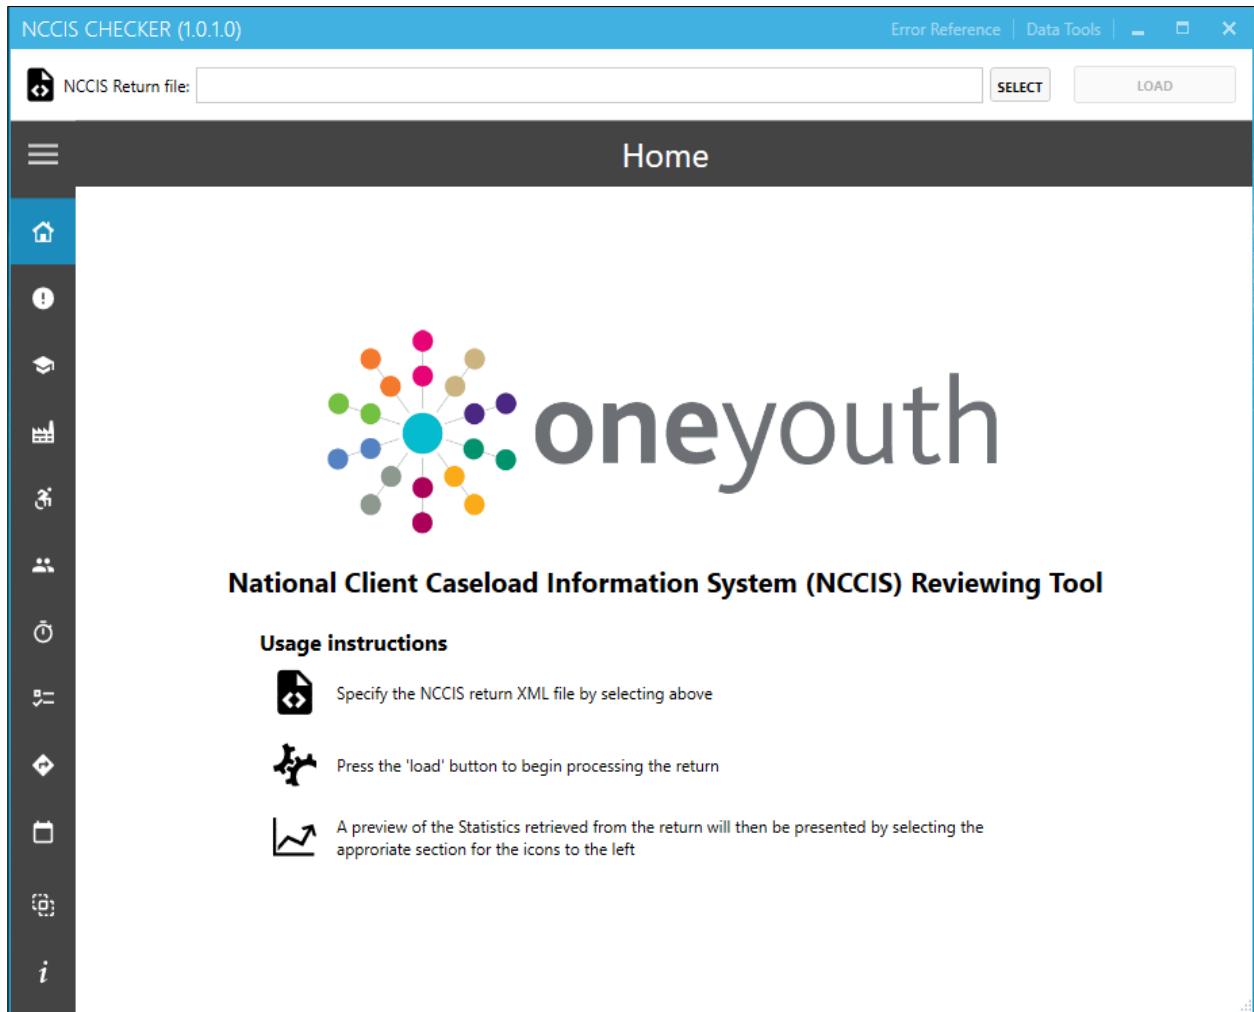 NCCIS CHECKER (1.0.1.0)
Error Reference
Data Tools
NCCIS Return file:
SELECT
LOAD
Home
oneyouth
National Client Caseload Information System (NCCIS) Reviewing Tool
Usage instructions
Specify the NCCIS return XML file by selecting above
Press the 'load' button to begin processing the return
A preview of the Statistics retrieved from the return will then be presented by selecting the
approriate section for the icons to the left
i